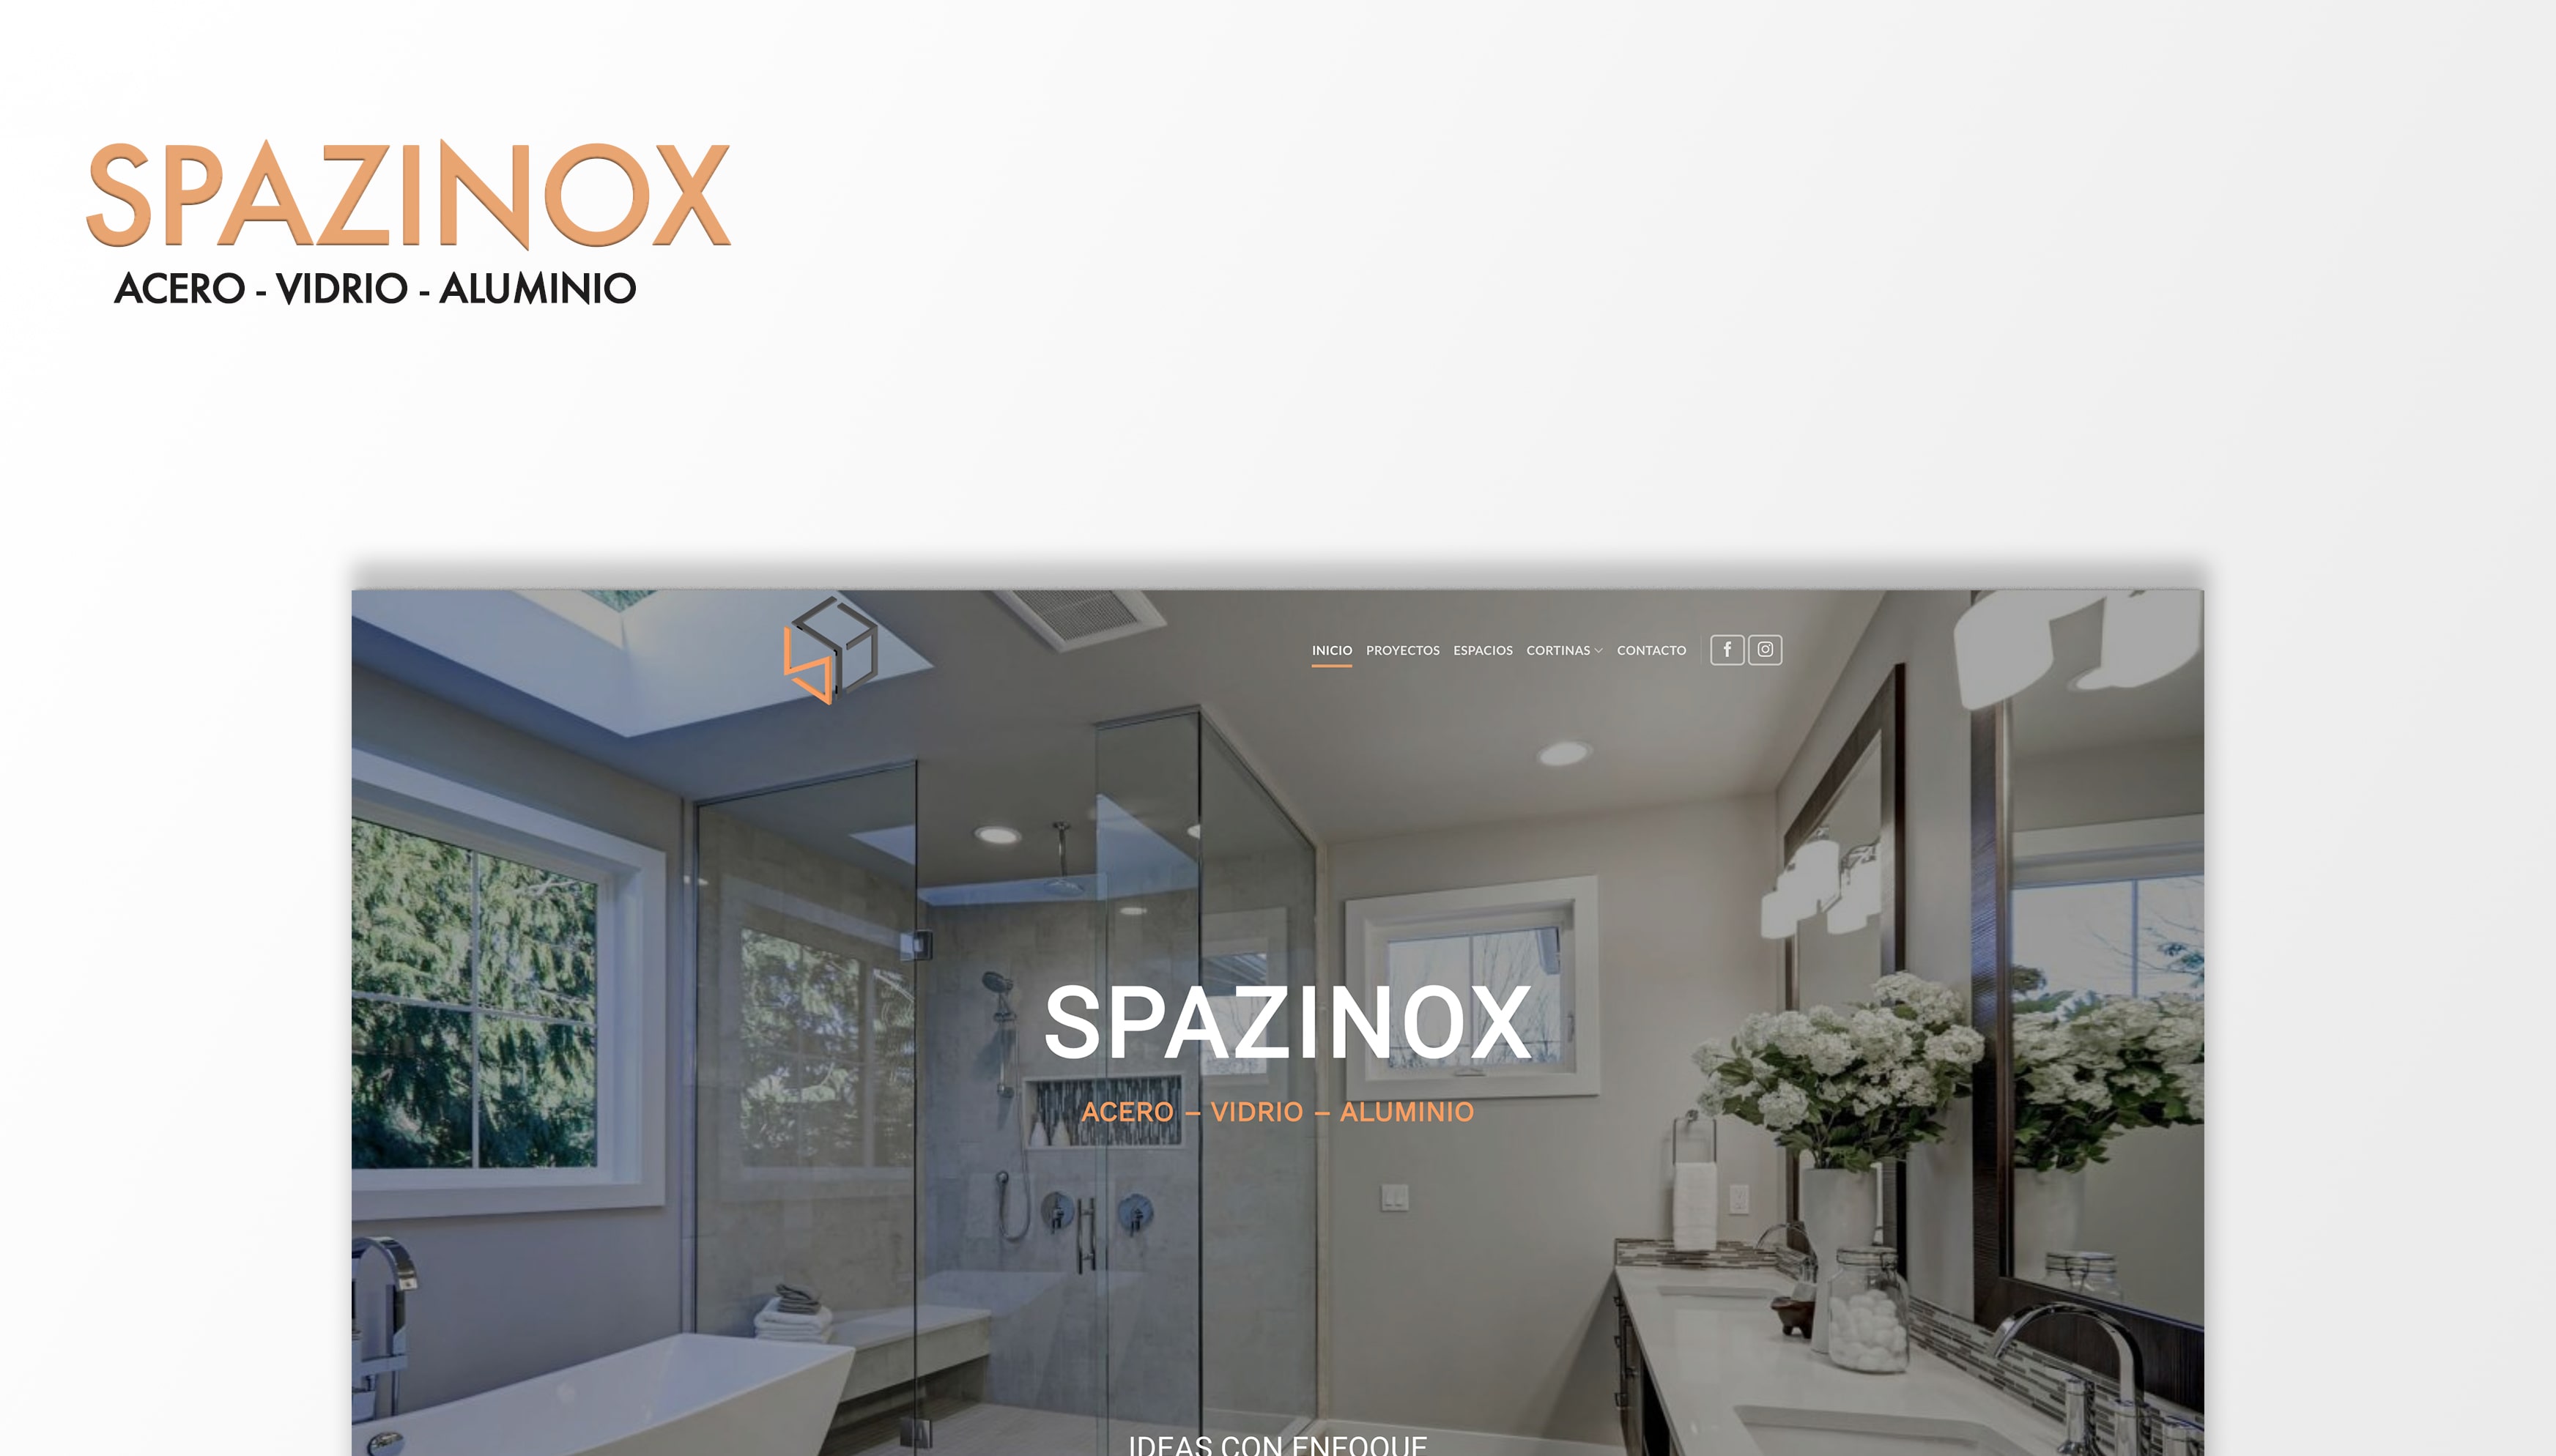 SPAZINOX
ACERO - VIDRIO - ALUMINIO
INICIO PROYECTOS ESPACIOS CORTINAS CONTACTO
SPAZINOX
ACERO – VIDRIO – ALUMINIO
IDEAS CON ENFOQUE